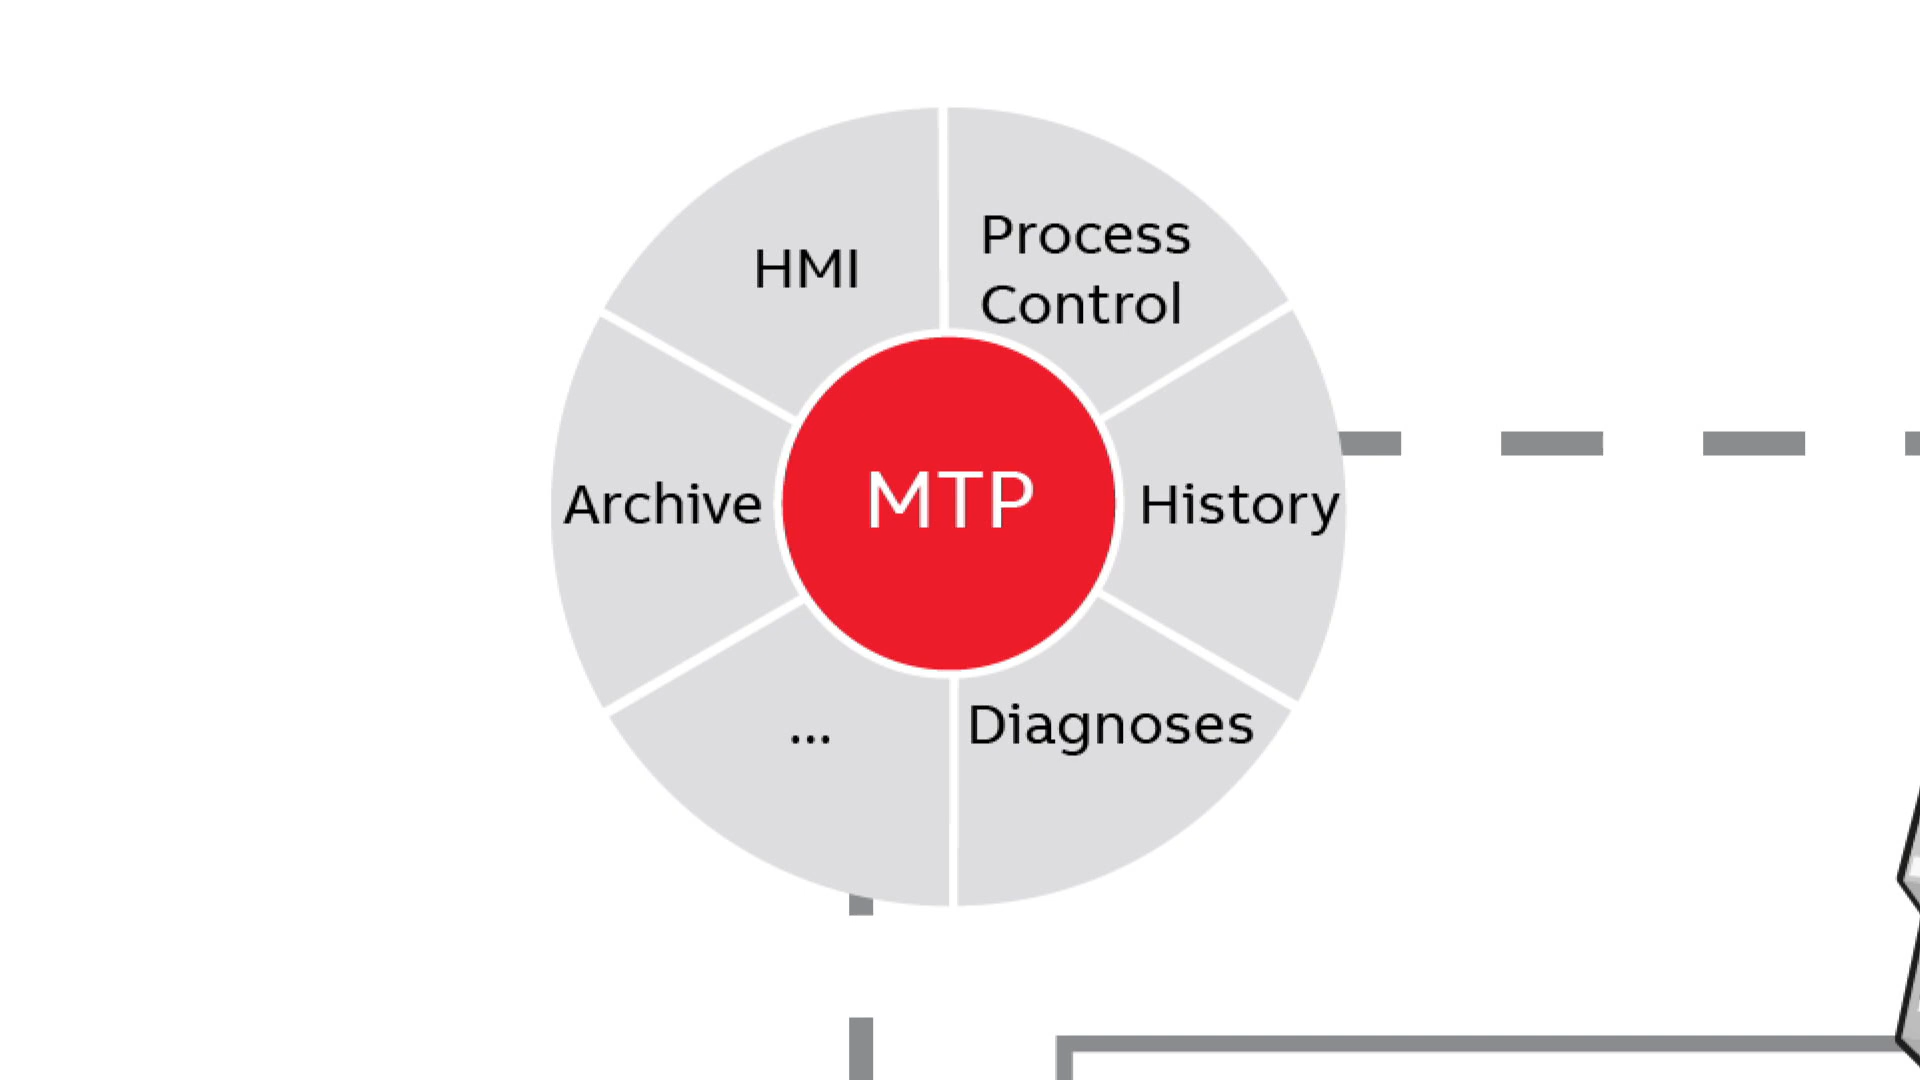 HMI
Process
Control
Archive
MTP
History
...
Diagnoses